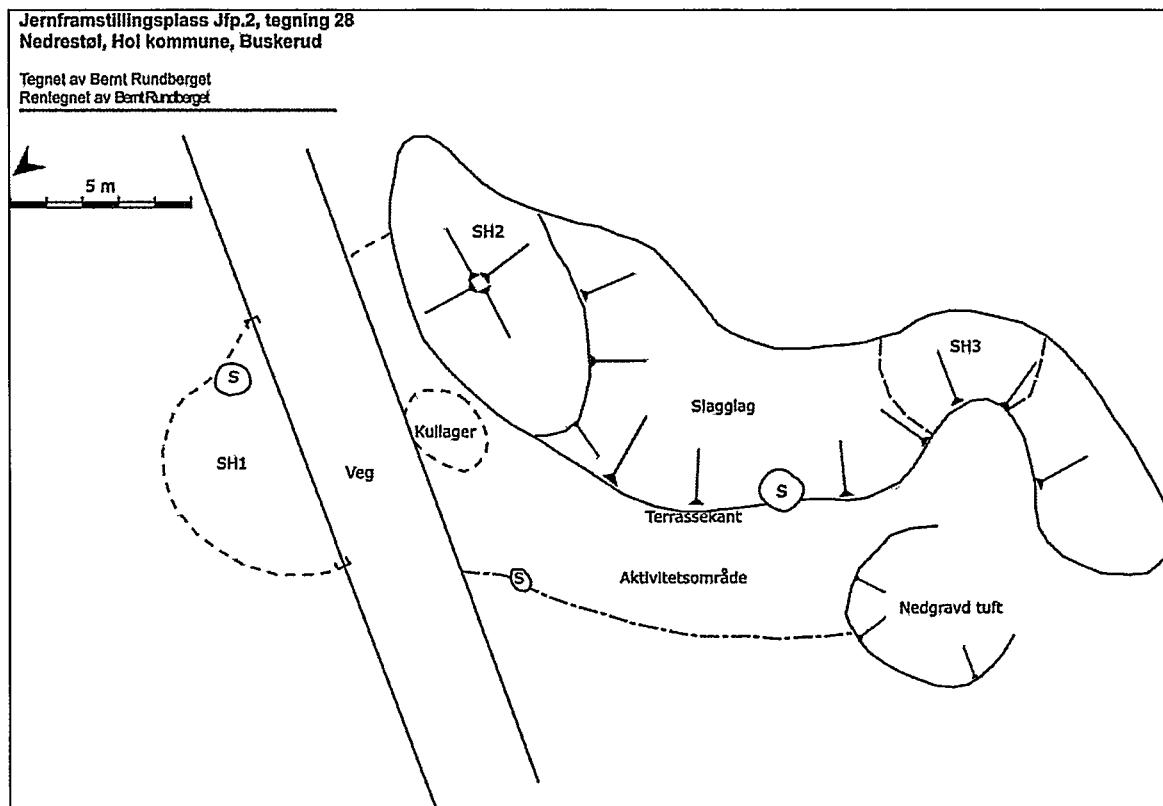 Jernframstillingsplass Jfp.2, tegning 28
Nedrestøl, Hol kommune, Buskerud
Tegnet av Bernt Rundberget
Rentegnet av Bernt Rundberget
5 m
SH2
SH3
S
Slagglag
Kullager
SH1
Veg
S
Terrassekant
S
Aktivitetsområde
Nedgravd tuft